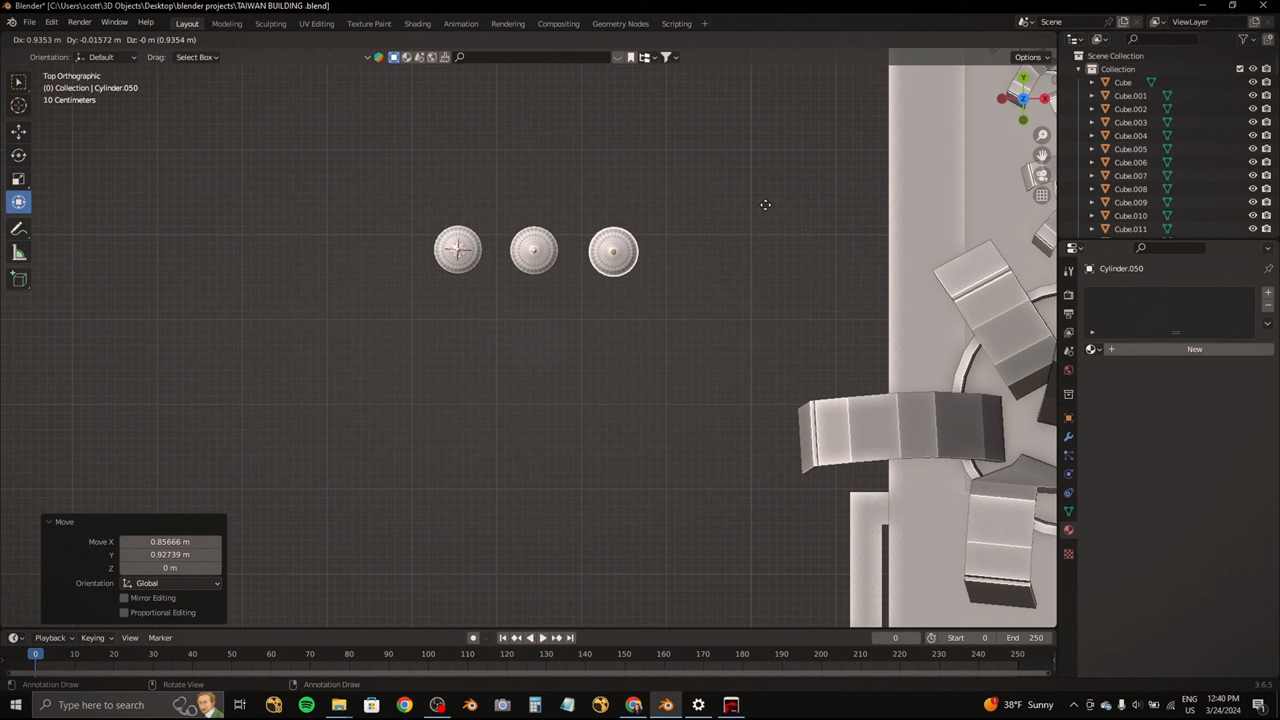 Blender* [C:\Users\scott\3D Objects\Desktop\blender projects\TAIWAN BUILDING .blend]
File Edit Render Window Help Layout Modeling Sculpting UV Editing Texture Paint Shading Animation Rendering Compositing Geometry Nodes Scripting + Scene ViewLayer
Dx: 0.9353 m Dy: -0.01572 m Dz: -0 m (0.9354 m)
Orientation: Default Drag: Select Box Options
Top Orthographic
(0) Collection | Cylinder.050
10 Centimeters
Y
X
Z
Scene Collection
Collection
Cube
Cube.001
Cube.002
Cube.003
Cube.004
Cube.005
Cube.006
Cube.007
Cube.008
Cube.009
Cube.010
Cube.011
Cylinder.050
+ New
Move
Move X 0.85666 m
Y 0.92739 m
Z 0 m
Orientation Global
Mirror Editing
Proportional Editing
Playback Keying View Marker 0 Start 0 End 250
0 10 20 30 40 50 60 70 80 90 100 110 120 130 140 150 160 170 180 190 200 210 220 230 240 250
Annotation Draw Rotate View Annotation Draw 3.6.5
Type here to search 38°F Sunny ENG US 12:40 PM 3/24/2024